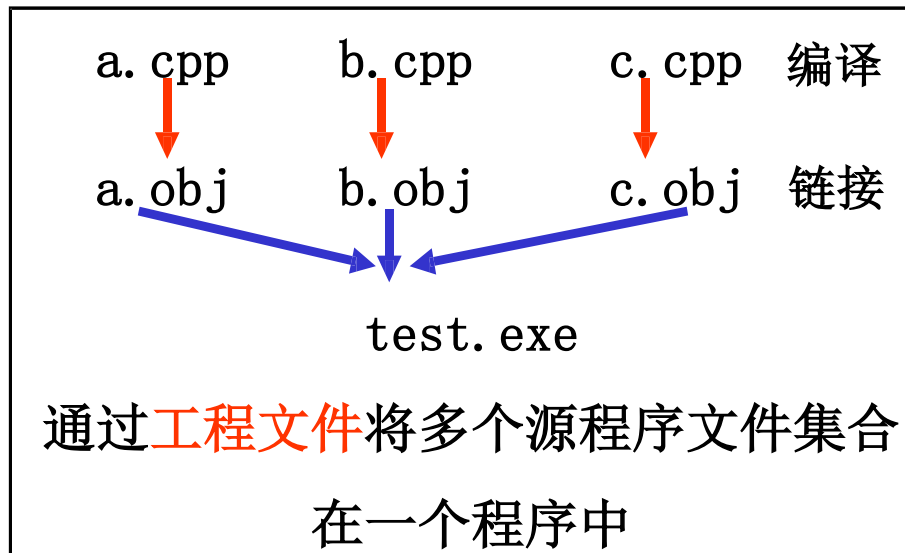 a.cpp b.cpp c.cpp 编译
a.obj b.obj c.obj 链接
test.exe
通过工程文件将多个源程序文件集合
在一个程序中